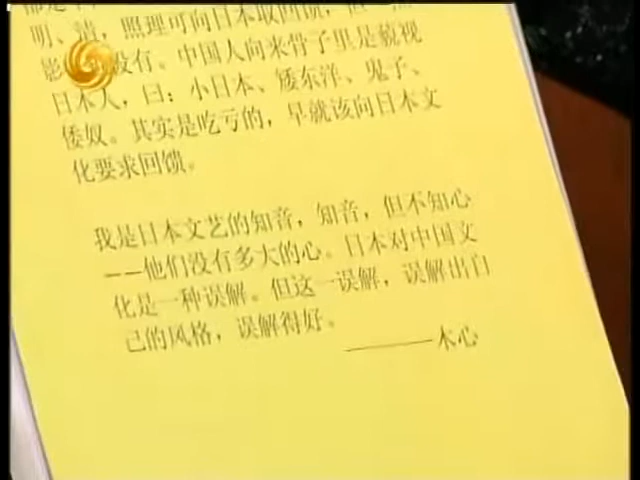 明、清，照理可向日本取回馈，但一点
影 没有。中国人向来骨子里是藐视
日本人，曰：小日本、矮东洋、鬼子、
倭奴。其实是吃亏的，早就该向日本文
化要求回馈。
我是日本文艺的知音，知音，但不知心
——他们没有多大的心。日本对中国文
化是一种误解。但这一误解，误解出自
己的风格，误解得好。
———木心